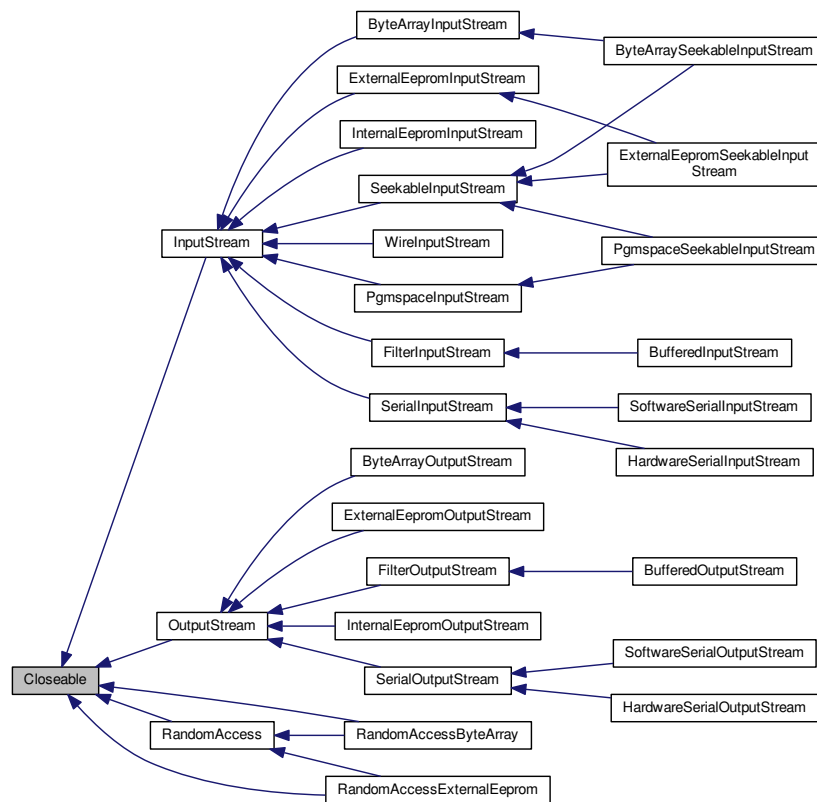 ByteArrayInputStream
ByteArraySeekableInputStream
ExternalEepromInputStream
InternalEepromInputStream
ExternalEepromSeekableInput
Stream
SeekableInputStream
InputStream
WireInputStream
PgmspaceSeekableInputStream
PgmspaceInputStream
FilterInputStream
BufferedInputStream
SerialInputStream
SoftwareSerialInputStream
HardwareSerialInputStream
ByteArrayOutputStream
ExternalEepromOutputStream
FilterOutputStream
BufferedOutputStream
OutputStream
InternalEepromOutputStream
SoftwareSerialOutputStream
Closeable
SerialOutputStream
HardwareSerialOutputStream
RandomAccess
RandomAccessByteArray
RandomAccessExternalEeprom